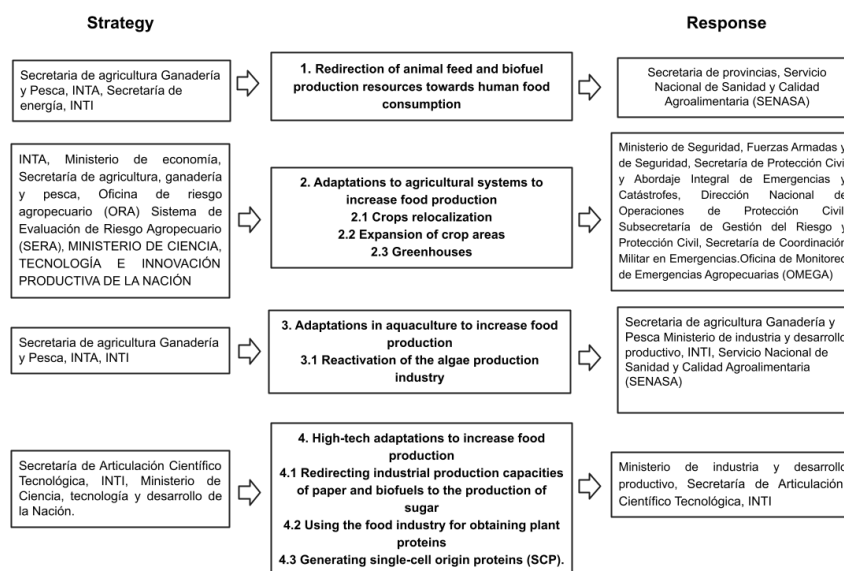 Strategy
Response
Secretaria de agricultura Ganadería
y Pesca, INTA, Secretaría de
energía, INTI
1. Redirection of animal feed and biofuel
production resources towards human food
consumption
Secretaria de provincias, Servicio
Nacional de Sanidad y Calidad
Agroalimentaria (SENASA)
INTA, Ministerio de economía,
Secretaría de agricultura, ganadería
y pesca, Oficina de riesgo
agropecuario (ORA) Sistema de
Evaluación de Riesgo Agropecuario
(SERA), MINISTERIO DE CIENCIA,
TECNOLOGÍA E INNOVACIÓN
PRODUCTIVA DE LA NACIÓN
2. Adaptations to agricultural systems to
increase food production
2.1 Crops relocalization
2.2 Expansion of crop areas
2.3 Greenhouses
Ministerio de Seguridad, Fuerzas Armadas y
de Seguridad, Secretaría de Protección Civi
y Abordaje Integral de Emergencias y
Catástrofes, Dirección Nacional de
Operaciones de Protección Civil
Subsecretaría de Gestión del Riesgo y
Protección Civil, Secretaría de Coordinación
Militar en Emergencias.Oficina de Monitoreo
de Emergencias Agropecuarias (OMEGA)
Secretaria de agricultura Ganadería
y Pesca, INTA, INTI
3. Adaptations in aquaculture to increase food
production
3.1 Reactivation of the algae production
industry
Secretaria de agricultura Ganadería y
Pesca Ministerio de industria y desarrollo
productivo, INTI, Servicio Nacional de
Sanidad y Calidad Agroalimentaria
(SENASA)
Secretaría de Articulación Científico
Tecnológica, INTI, Ministerio de
Ciencia, tecnología y desarrollo de
la Nación.
4. High-tech adaptations to increase food
production
4.1 Redirecting industrial production capacities
of paper and biofuels to the production of
sugar
4.2 Using the food industry for obtaining plant
proteins
4.3 Generating single-cell origin proteins (SCP).
Ministerio de industria y desarrollo
productivo, Secretaría de Articulación
Científico Tecnológica, INTI